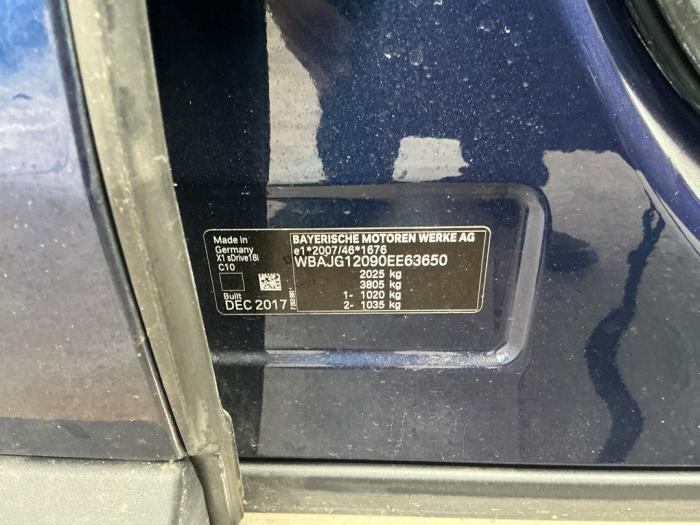 Made in
Germany
X1 sDrive18i
C10
Built
DEC 2017
BAYERISCHE MOTOREN WERKE AG
e1*2007/46*1676
WBAJG12090EE63650
2025 kg
3805 kg
1- 1020 kg
2- 1035 kg